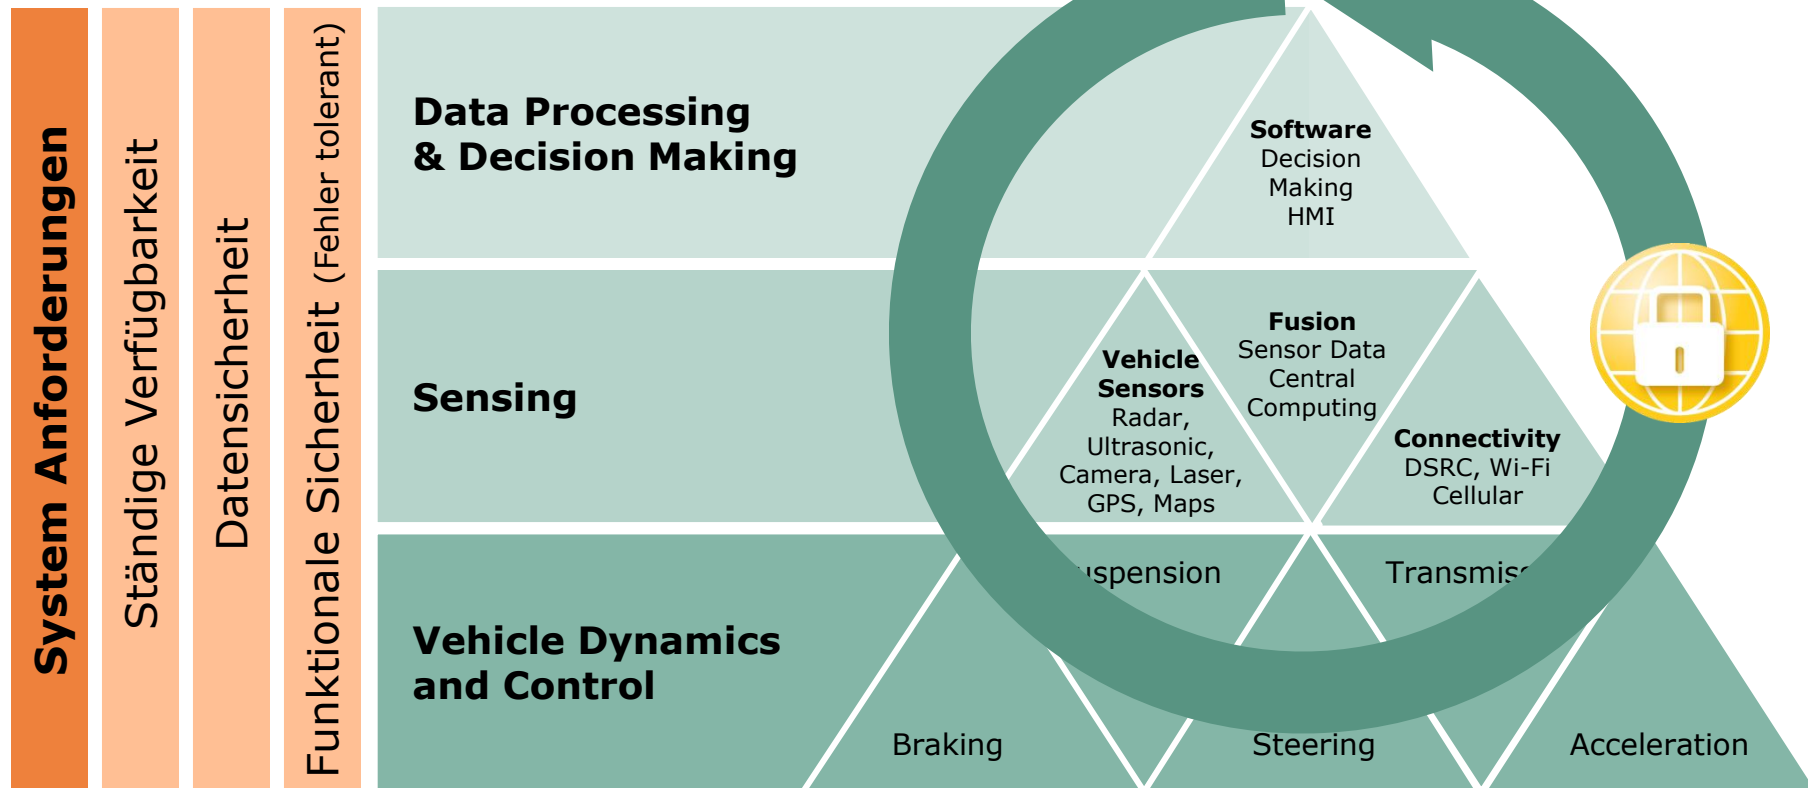 System Anforderungen
Ständige Verfügbarkeit
Datensicherheit
Funktionale Sicherheit (Fehler tolerant)
Data Processing
& Decision Making
Software
Decision
Making
HMI
Sensing
Vehicle
Sensors
Radar,
Ultrasonic,
Camera, Laser,
GPS, Maps
Fusion
Sensor Data
Central
Computing
Connectivity
DSRC, Wi-Fi
Cellular
Vehicle Dynamics
and Control
uspension
Transmiss
Braking
Steering
Acceleration